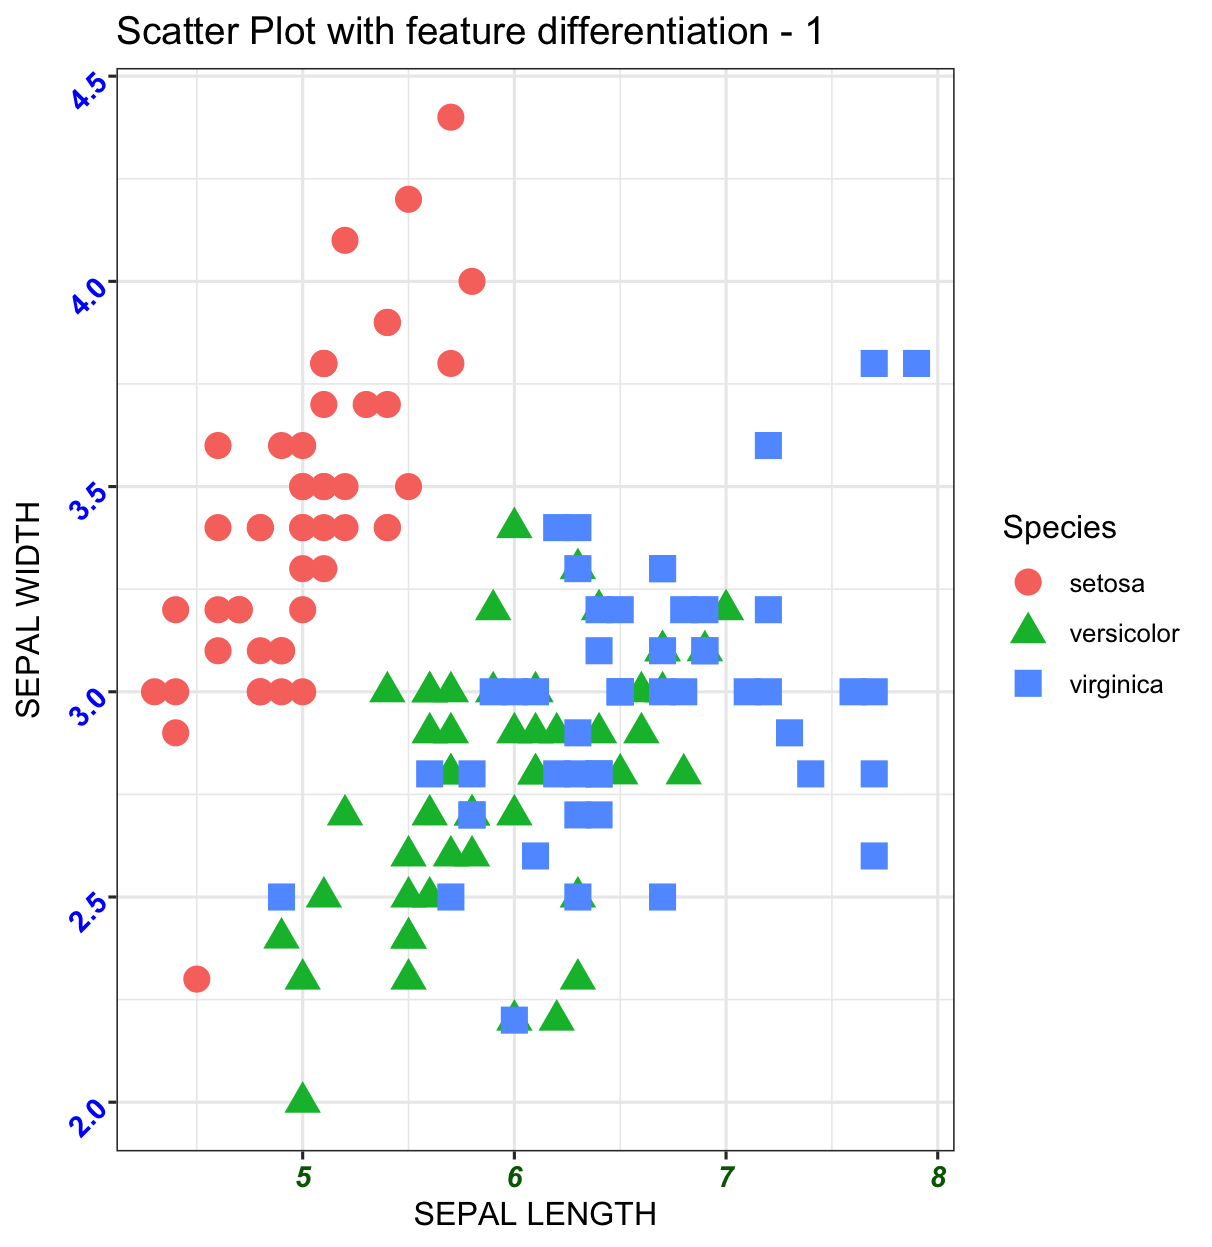 Scatter Plot with feature differentiation - 1
4.5
4.0
3.5
3.0
2.5
2.0
SEPAL WIDTH
5 6 7 8
SEPAL LENGTH
Species
setosa
versicolor
virginica